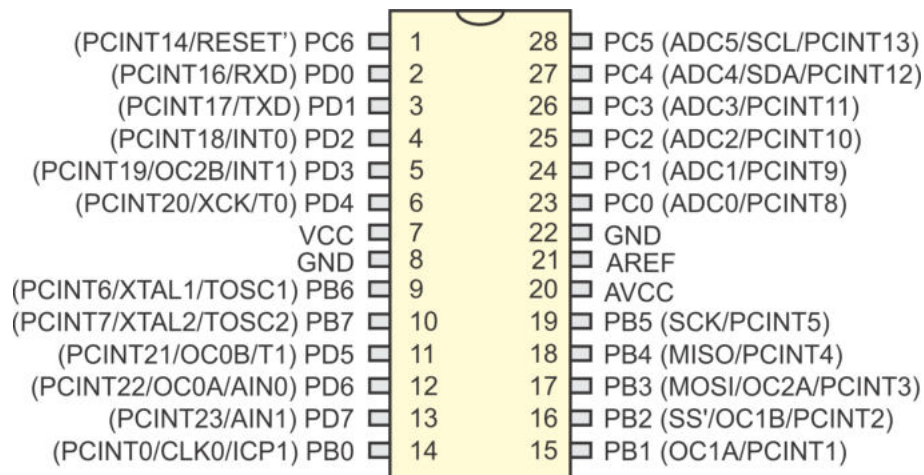 (PCINT14/RESET’) PC6 1 28 PC5 (ADC5/SCL/PCINT13)
(PCINT16/RXD) PD0 2 27 PC4 (ADC4/SDA/PCINT12)
(PCINT17/TXD) PD1 3 26 PC3 (ADC3/PCINT11)
(PCINT18/INT0) PD2 4 25 PC2 (ADC2/PCINT10)
(PCINT19/OC2B/INT1) PD3 5 24 PC1 (ADC1/PCINT9)
(PCINT20/XCK/T0) PD4 6 23 PC0 (ADC0/PCINT8)
VCC 7 22 GND
GND 8 21 AREF
(PCINT6/XTAL1/TOSC1) PB6 9 20 AVCC
(PCINT7/XTAL2/TOSC2) PB7 10 19 PB5 (SCK/PCINT5)
(PCINT21/OC0B/T1) PD5 11 18 PB4 (MISO/PCINT4)
(PCINT22/OC0A/AIN0) PD6 12 17 PB3 (MOSI/OC2A/PCINT3)
(PCINT23/AIN1) PD7 13 16 PB2 (SS'/OC1B/PCINT2)
(PCINT0/CLK0/ICP1) PB0 14 15 PB1 (OC1A/PCINT1)